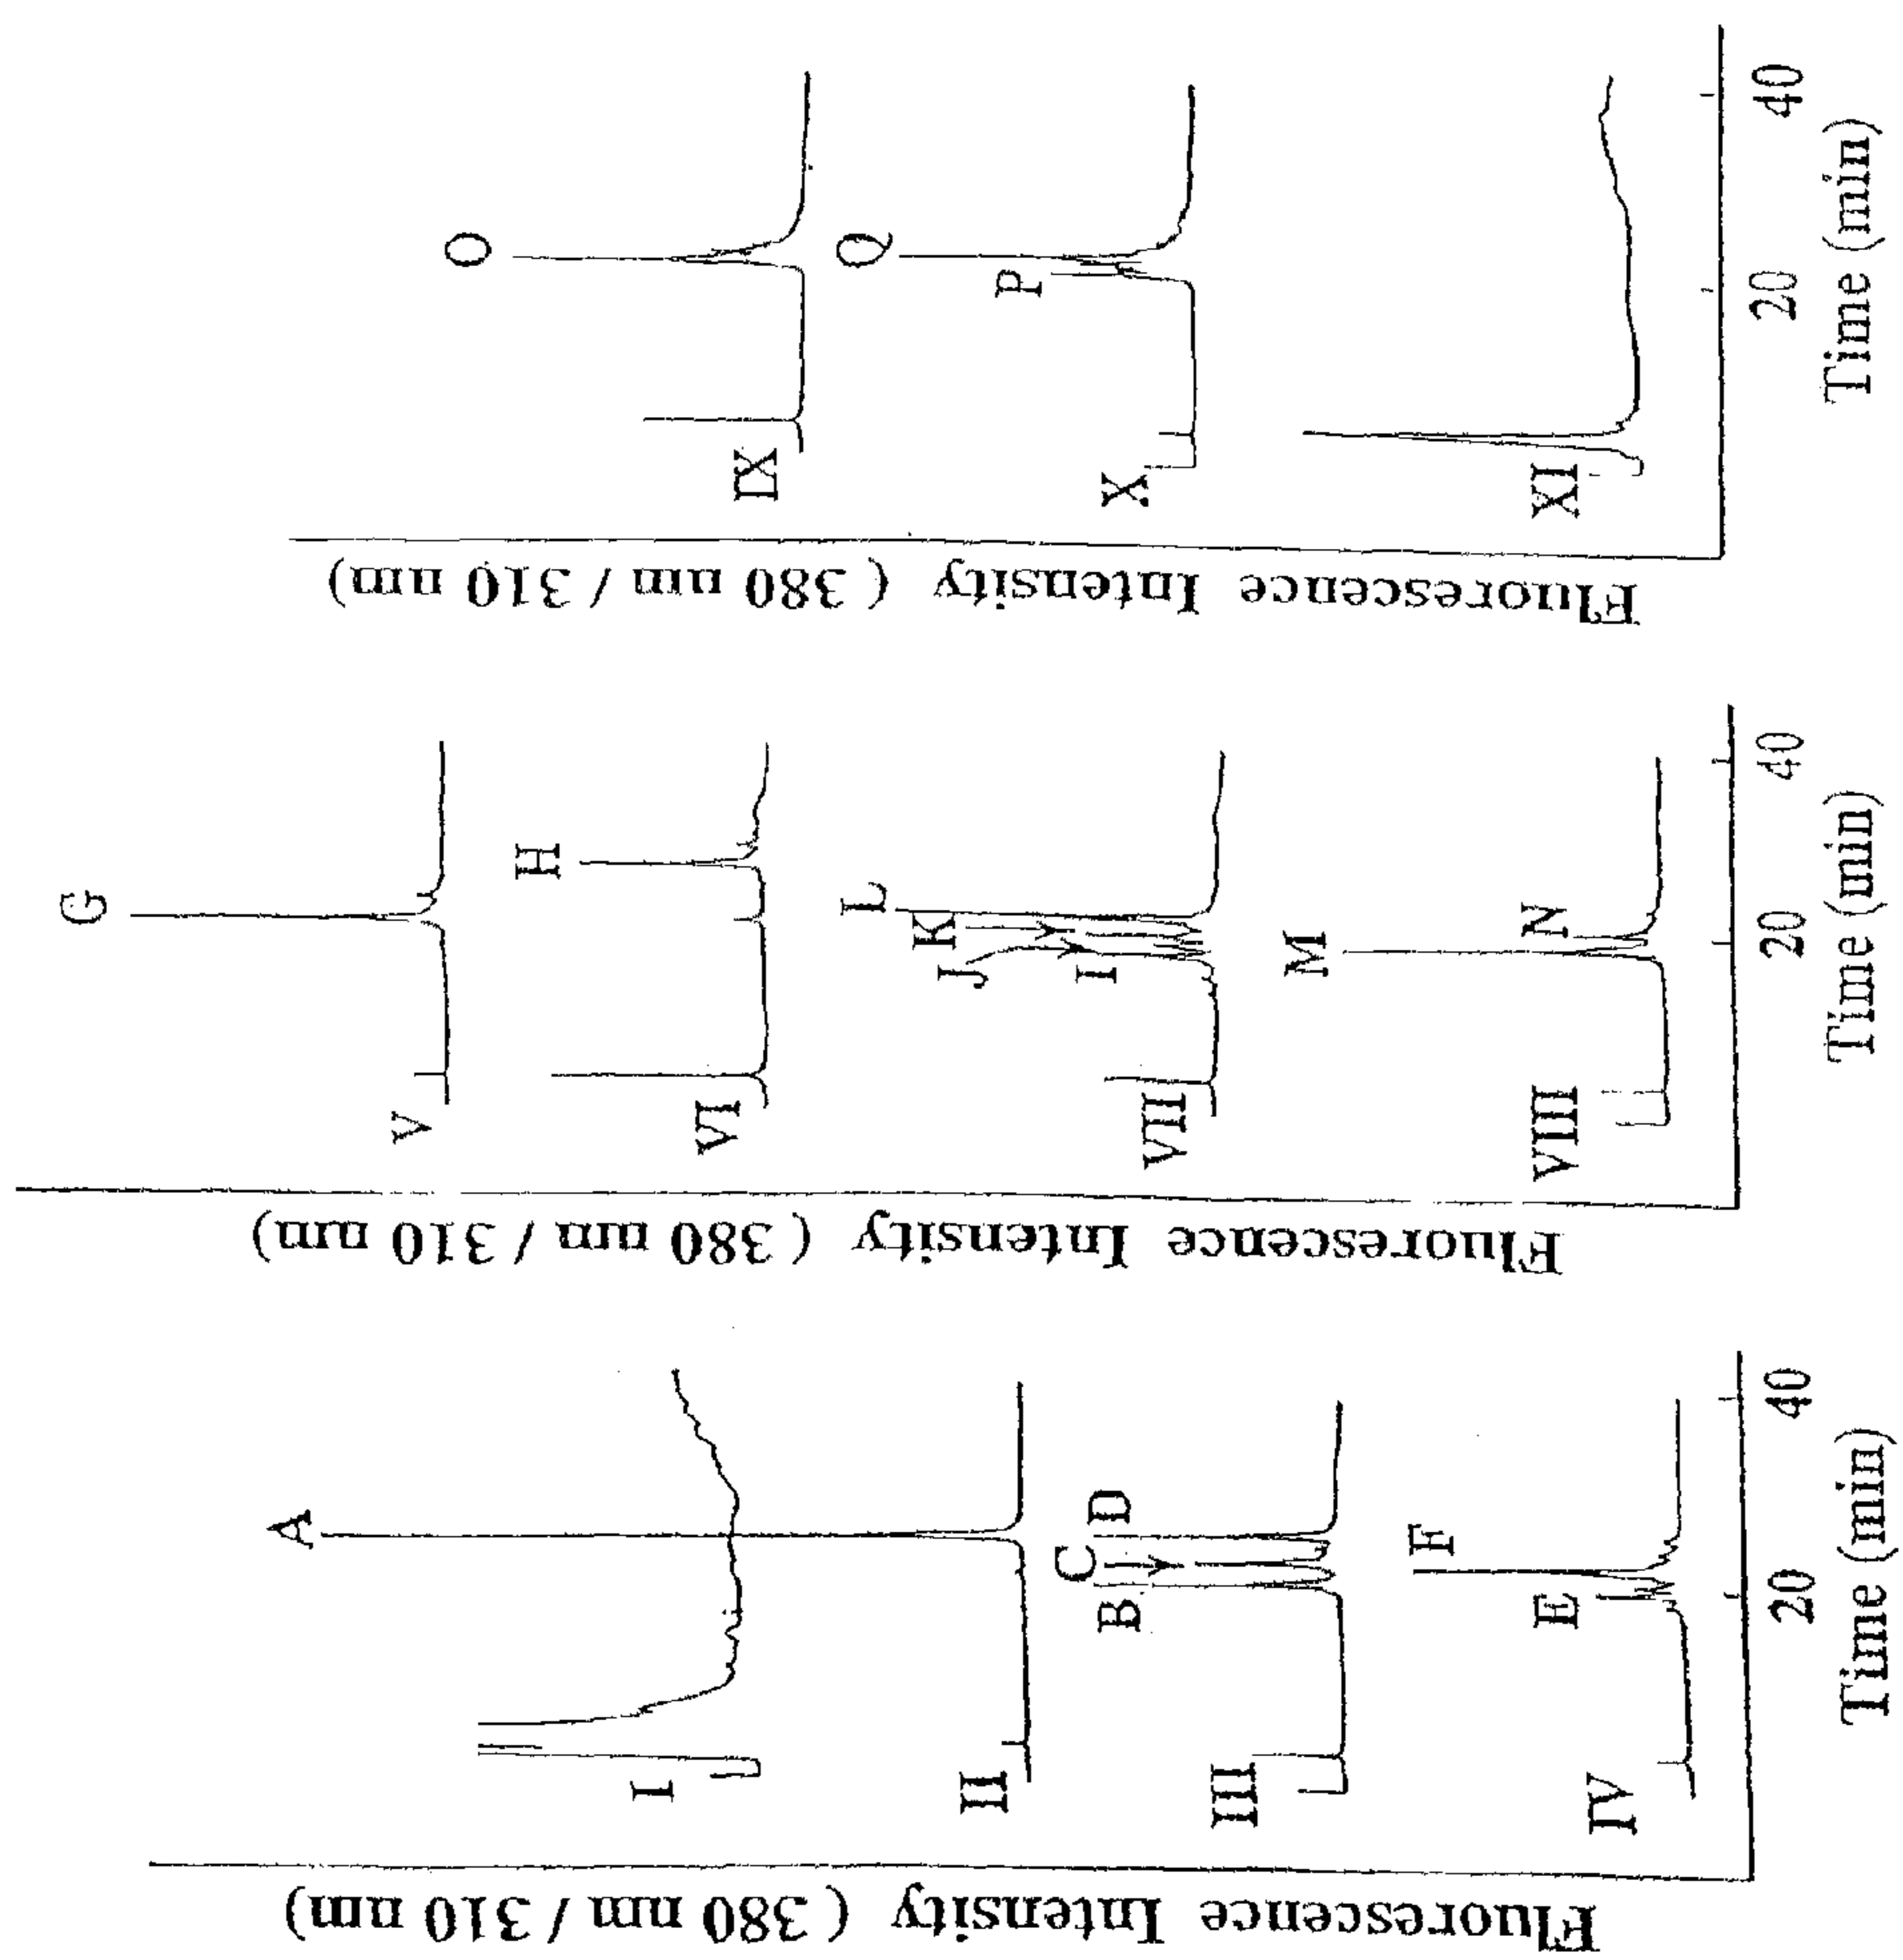 Fluorescence Intensity ( 380 nm / 310 nm)
I
A
II
B
C
D
III
E
F
IV
20
40
Time (min)
Fluorescence Intensity ( 380 nm / 310 nm)
G
V
H
VI
I
J
K
L
VII
M
N
VIII
20
40
Time (min)
Fluorescence Intensity ( 380 nm / 310 nm)
O
IX
P
Q
X
XI
20
40
Time (min)